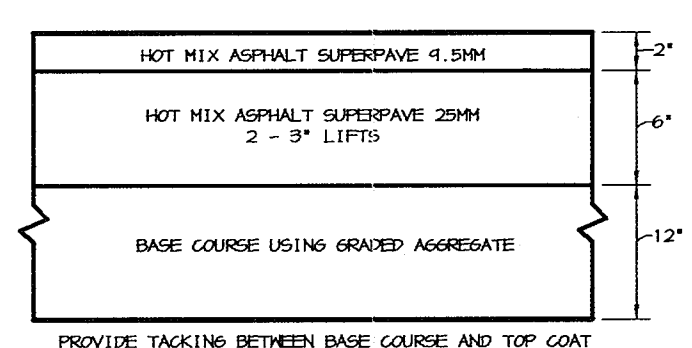 HOT MIX ASPHALT SUPERPAVE 9.5MM
2"
HOT MIX ASPHALT SUPERPAVE 25MM
2 - 3" LIFTS
6"
BASE COURSE USING GRADED AGGREGATE
12"
PROVIDE TACKING BETWEEN BASE COURSE AND TOP COAT